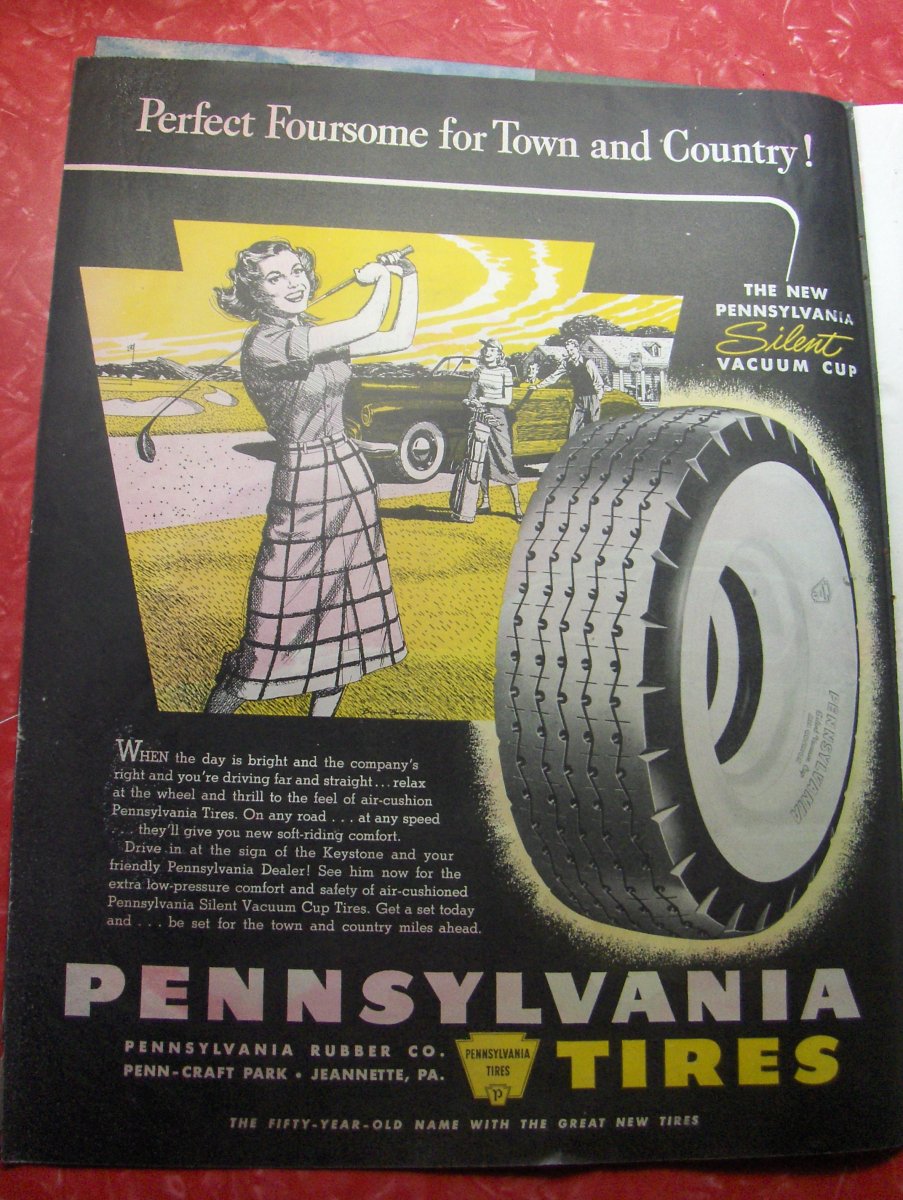 Perfect Foursome for Town and Country!
THE NEW
PENNSYLVANIA
Silent
VACUUM CUP
PENNSYLVANIA
PENNSYLVANIA
WHEN the day is bright and the company's
right and you're driving far and straight...relax
at the wheel and thrill to the feel of air-cushion
Pennsylvania Tires. On any road . . . at any speed
. . . they'll give you new soft-riding comfort.
Drive in at the sign of the Keystone and your
friendly Pennsylvania Dealer! See him now for the
extra low-pressure comfort and safety of air-cushioned
Pennsylvania Silent Vacuum Cup Tires. Get a set today
and . . . be set for the town and country miles ahead.
PENNSYLVANIA
TIRES
PENNSYLVANIA RUBBER CO.
PENN-CRAFT PARK • JEANNETTE, PA.
PENNSYLVANIA
TIRES
P
THE FIFTY-YEAR-OLD NAME WITH THE GREAT NEW TIRES